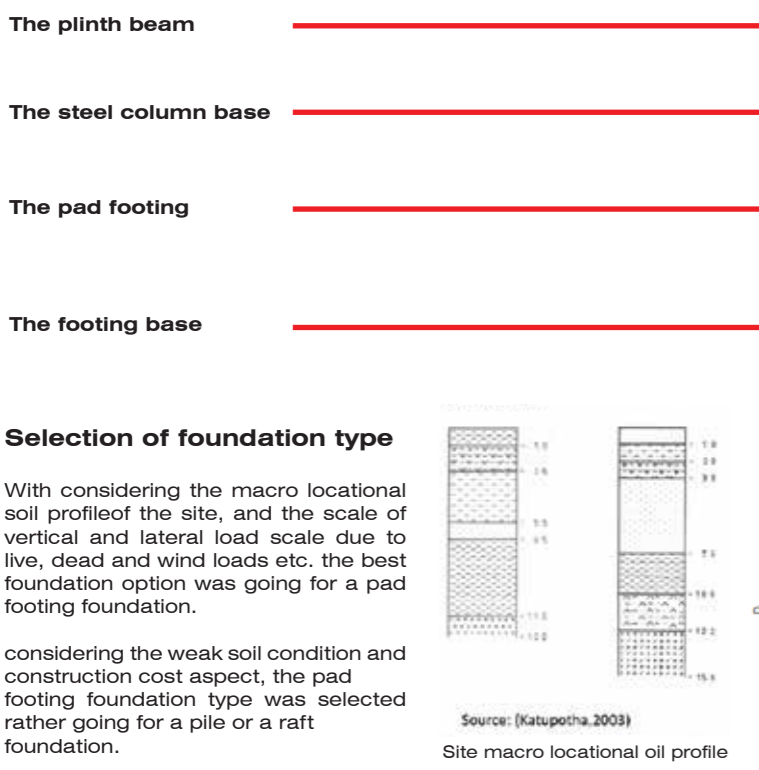 The plinth beam
The steel column base
The pad footing
The footing base
Selection of foundation type
With considering the macro locational
soil profileof the site, and the scale of
vertical and lateral load scale due to
live, dead and wind loads etc. the best
foundation option was going for a pad
footing foundation.
considering the weak soil condition and
construction cost aspect, the pad
footing foundation type was selected
rather going for a pile or a raft
foundation.
Source: (Katupotha,2003)
Site macro locational oil profile